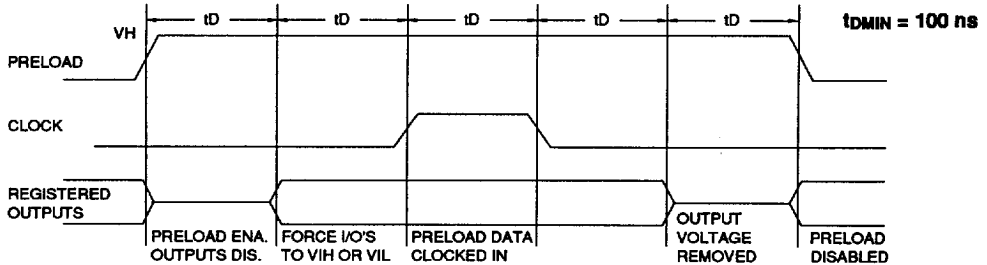 tD tD tD tD tD tDMIN = 100 ns
VH
PRELOAD
CLOCK
REGISTERED
OUTPUTS
PRELOAD ENA.
OUTPUTS DIS.
FORCE I/O'S
TO VIH OR VIL
PRELOAD DATA
CLOCKED IN
OUTPUT
VOLTAGE
REMOVED
PRELOAD
DISABLED